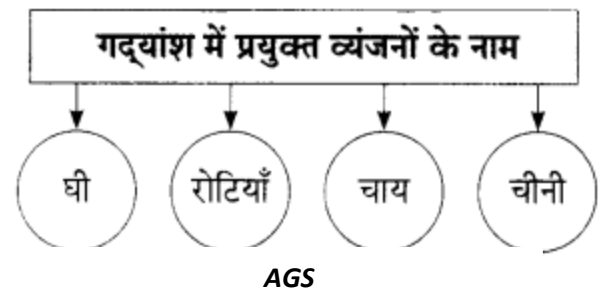 गद्यांश में प्रयुक्त व्यंजनों के नाम
घी रोटियाँ चाय चीनी
AGS